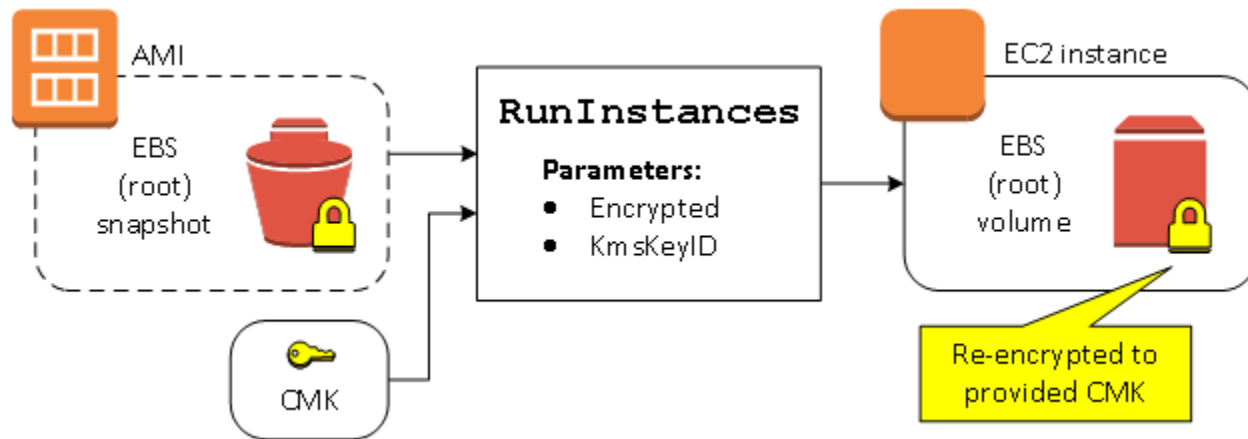 AMI
EBS
(root)
snapshot
CMK
RunInstances
Parameters:
● Encrypted
● KmsKeyID
EC2 instance
EBS
(root)
volume
Re-encrypted to
provided CMK